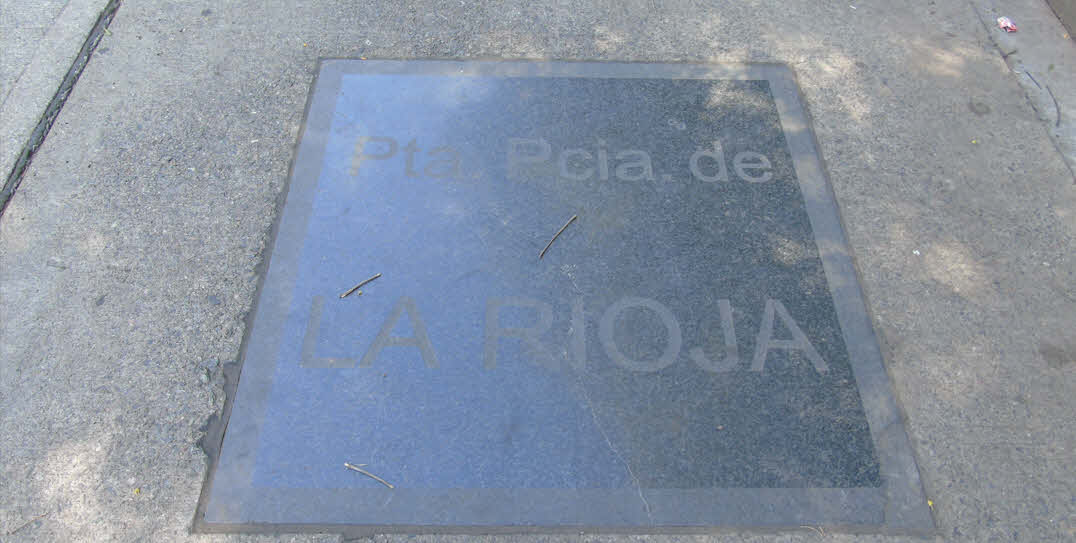 Pta. Pcia. de
LA RIOJA